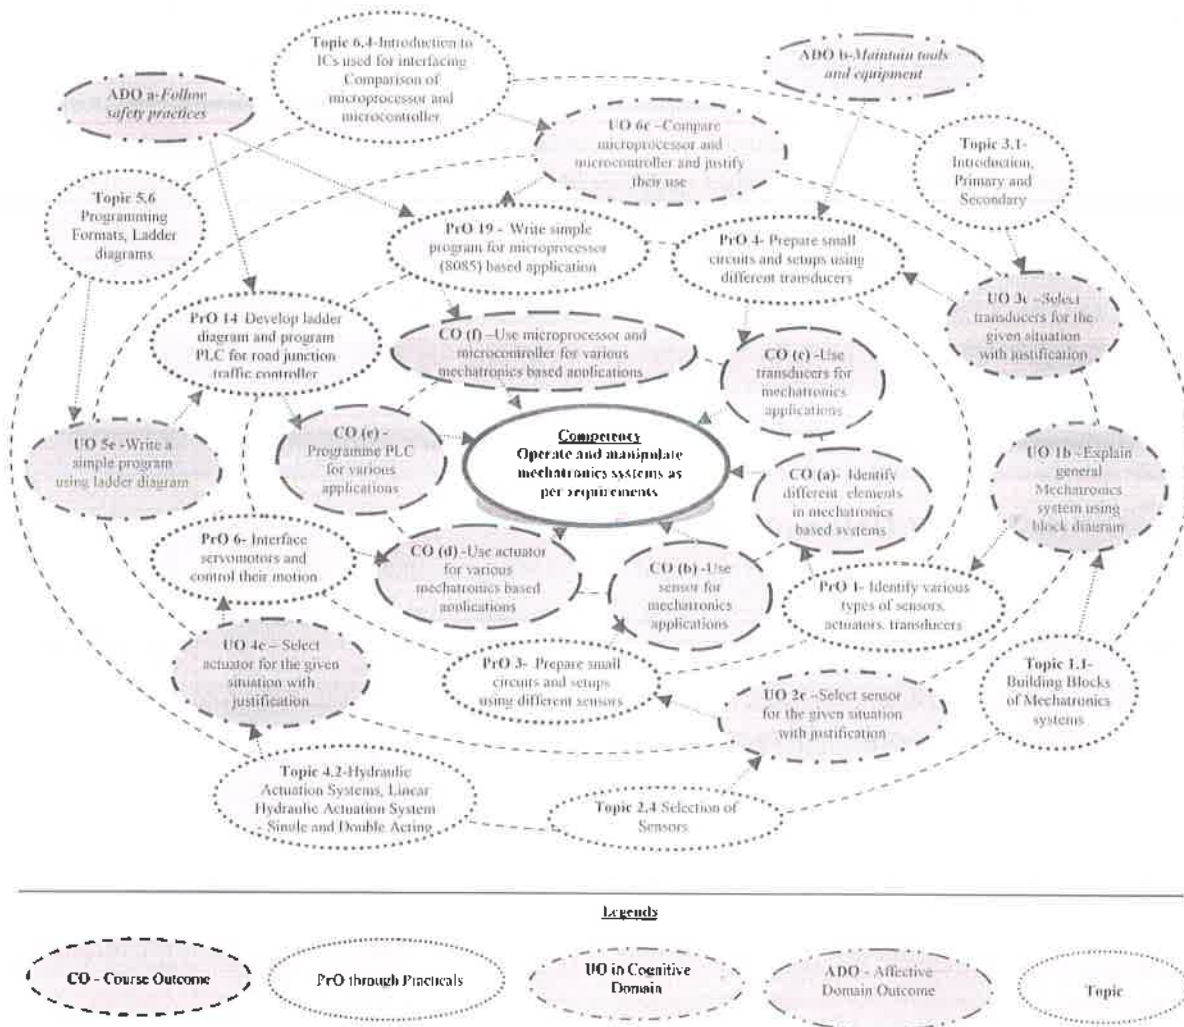 Topic 6.4-Introduction to
ICs used for interfacing
Comparison of
microprocessor and
microcontroller
ADO b-Maintain tools
and equipment
ADO a-Follow
safety practices
UO 6c –Compare
microprocessor and
microcontroller and justify
their use
Topic 3.1-
Introduction,
Primary and
Secondary
Topic 5.6
Programming
Formats, Ladder
diagrams
PrO 19 - Write simple
program for microprocessor
(8085) based application
PrO 4- Prepare small
circuits and setups using
different transducers
UO 3c –Select
transducers for the
given situation
with justification
PrO 14 Develop ladder
diagram and program
PLC for road junction
traffic controller
CO (f) –Use microprocessor and
microcontroller for various
mechatronics based applications
CO (c) -Use
transducers for
mechatronics
applications
UO 5e -Write a
simple program
using ladder diagram
CO (e) -
Programme PLC
for various
applications
Competency
Operate and manipulate
mechatronics systems as
per requirements
CO (a)- Identify
different elements
in mechatronics
based systems
UO 1b - Explain
general
Mechatronics
system using
block diagram
PrO 6- Interface
servomotors and
control their motion
CO (d) -Use actuator
for various
mechatronics based
applications
CO (b) -Use
sensor for
mechatronics
applications
PrO 1- Identify various
types of sensors,
actuators, transducers
UO 4c – Select
actuator for the given
situation with
justification
PrO 3- Prepare small
circuits and setups
using different sensors
UO 2c –Select sensor
for the given situation
with justification
Topic 1.1-
Building Blocks
of Mechatronics
systems
Topic 4.2-Hydraulic
Actuation Systems, Linear
Hydraulic Actuation System
- Single and Double Acting
Topic 2.4 Selection of
Sensors
Legends
CO - Course Outcome
PrO through Practicals
UO in Cognitive
Domain
ADO - Affective
Domain Outcome
Topic